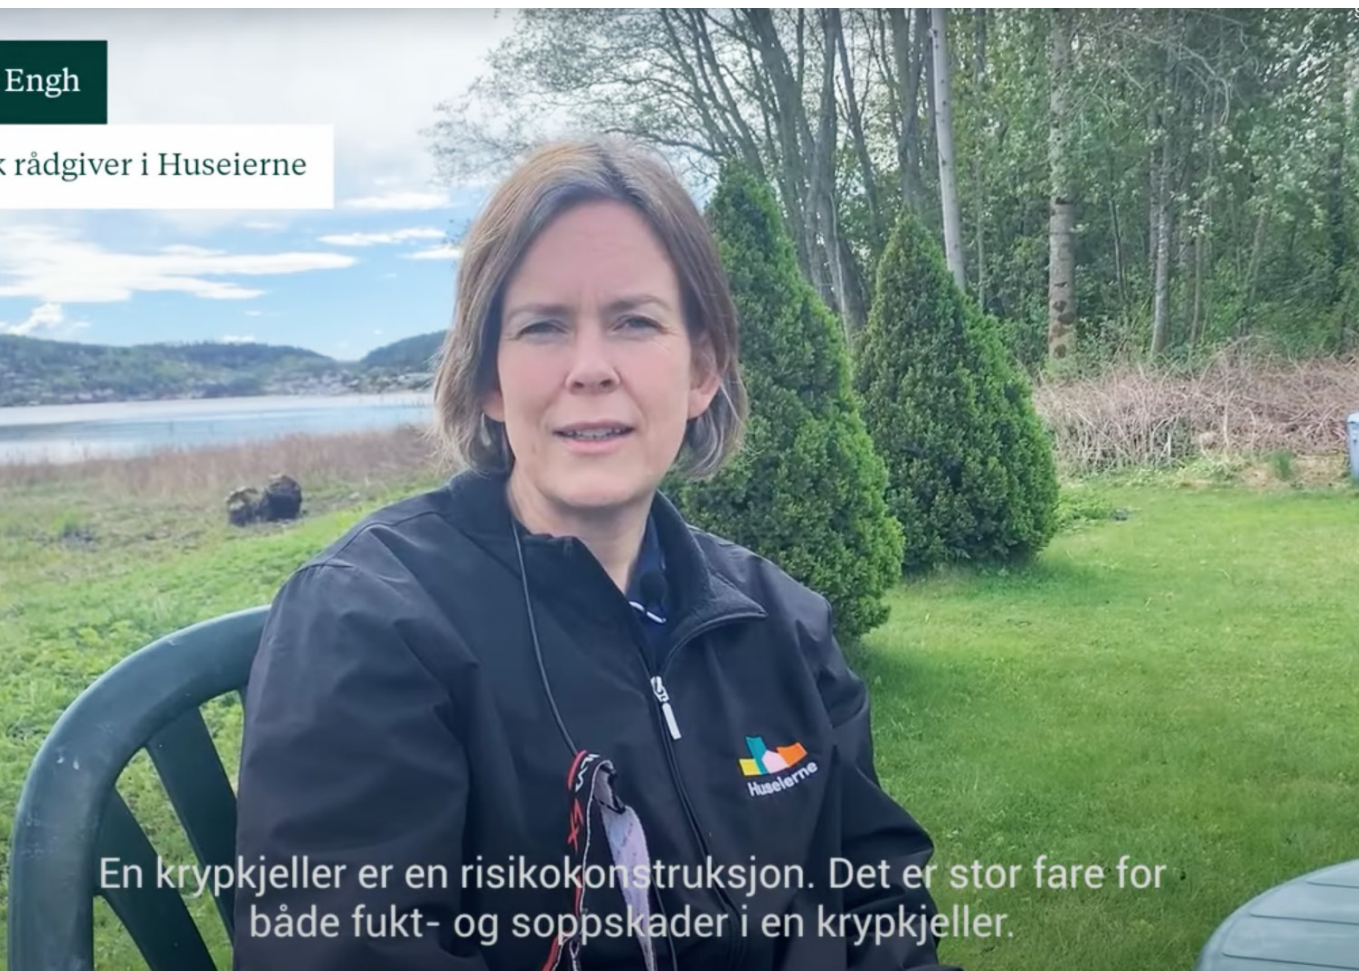 Engh
rådgiver i Huseierne
Huseierne
En krypkjeller er en risikokonstruksjon. Det er stor fare for
både fukt- og soppskader i en krypkjeller.